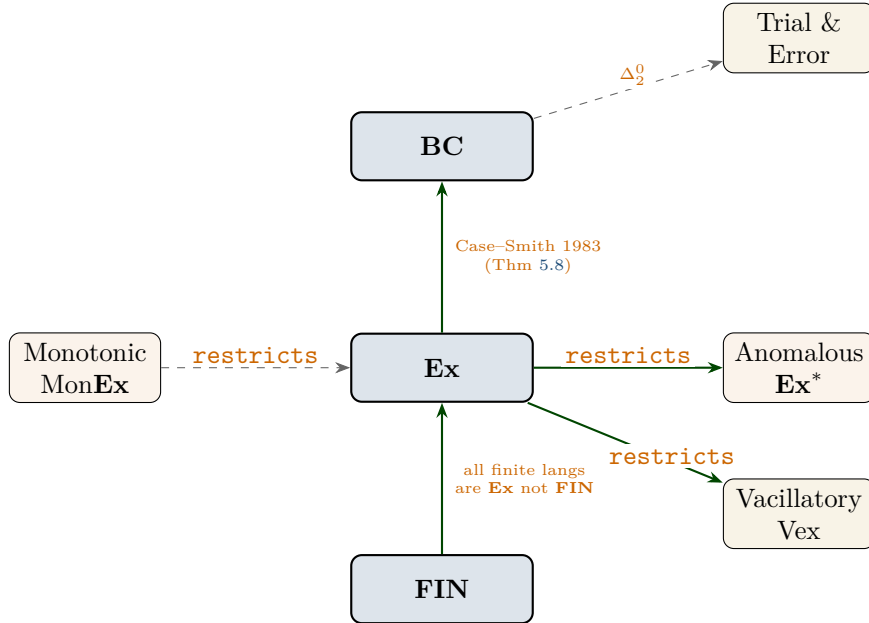 Trial &
Error
Δ⁰₂
BC
Case–Smith 1983
(Thm 5.8)
Monotonic
MonEx
restricts
Ex
restricts
Anomalous
Ex*
restricts
all finite langs
are Ex not FIN
Vacillatory
Vex
FIN